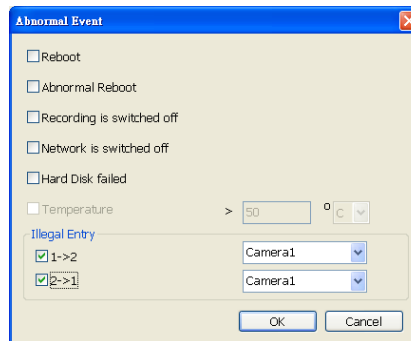 Abnormal Event
Reboot
Abnormal Reboot
Recording is switched off
Network is switched off
Hard Disk failed
Temperature > 50 ° C
Illegal Entry
1->2 Camera1
2->1 Camera1
OK Cancel